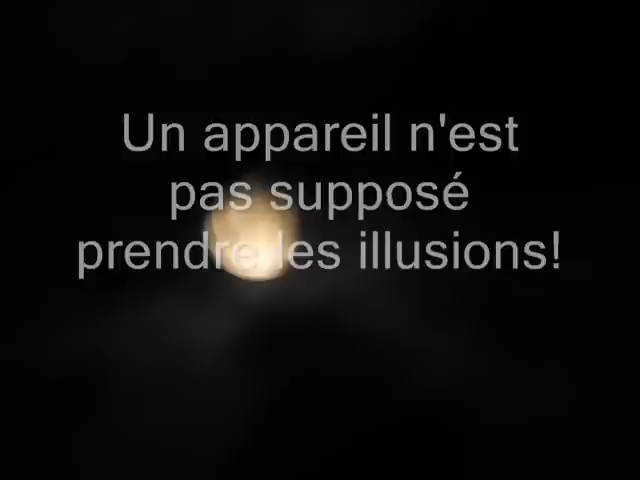 Un appareil n'est
pas supposé
prendre les illusions!